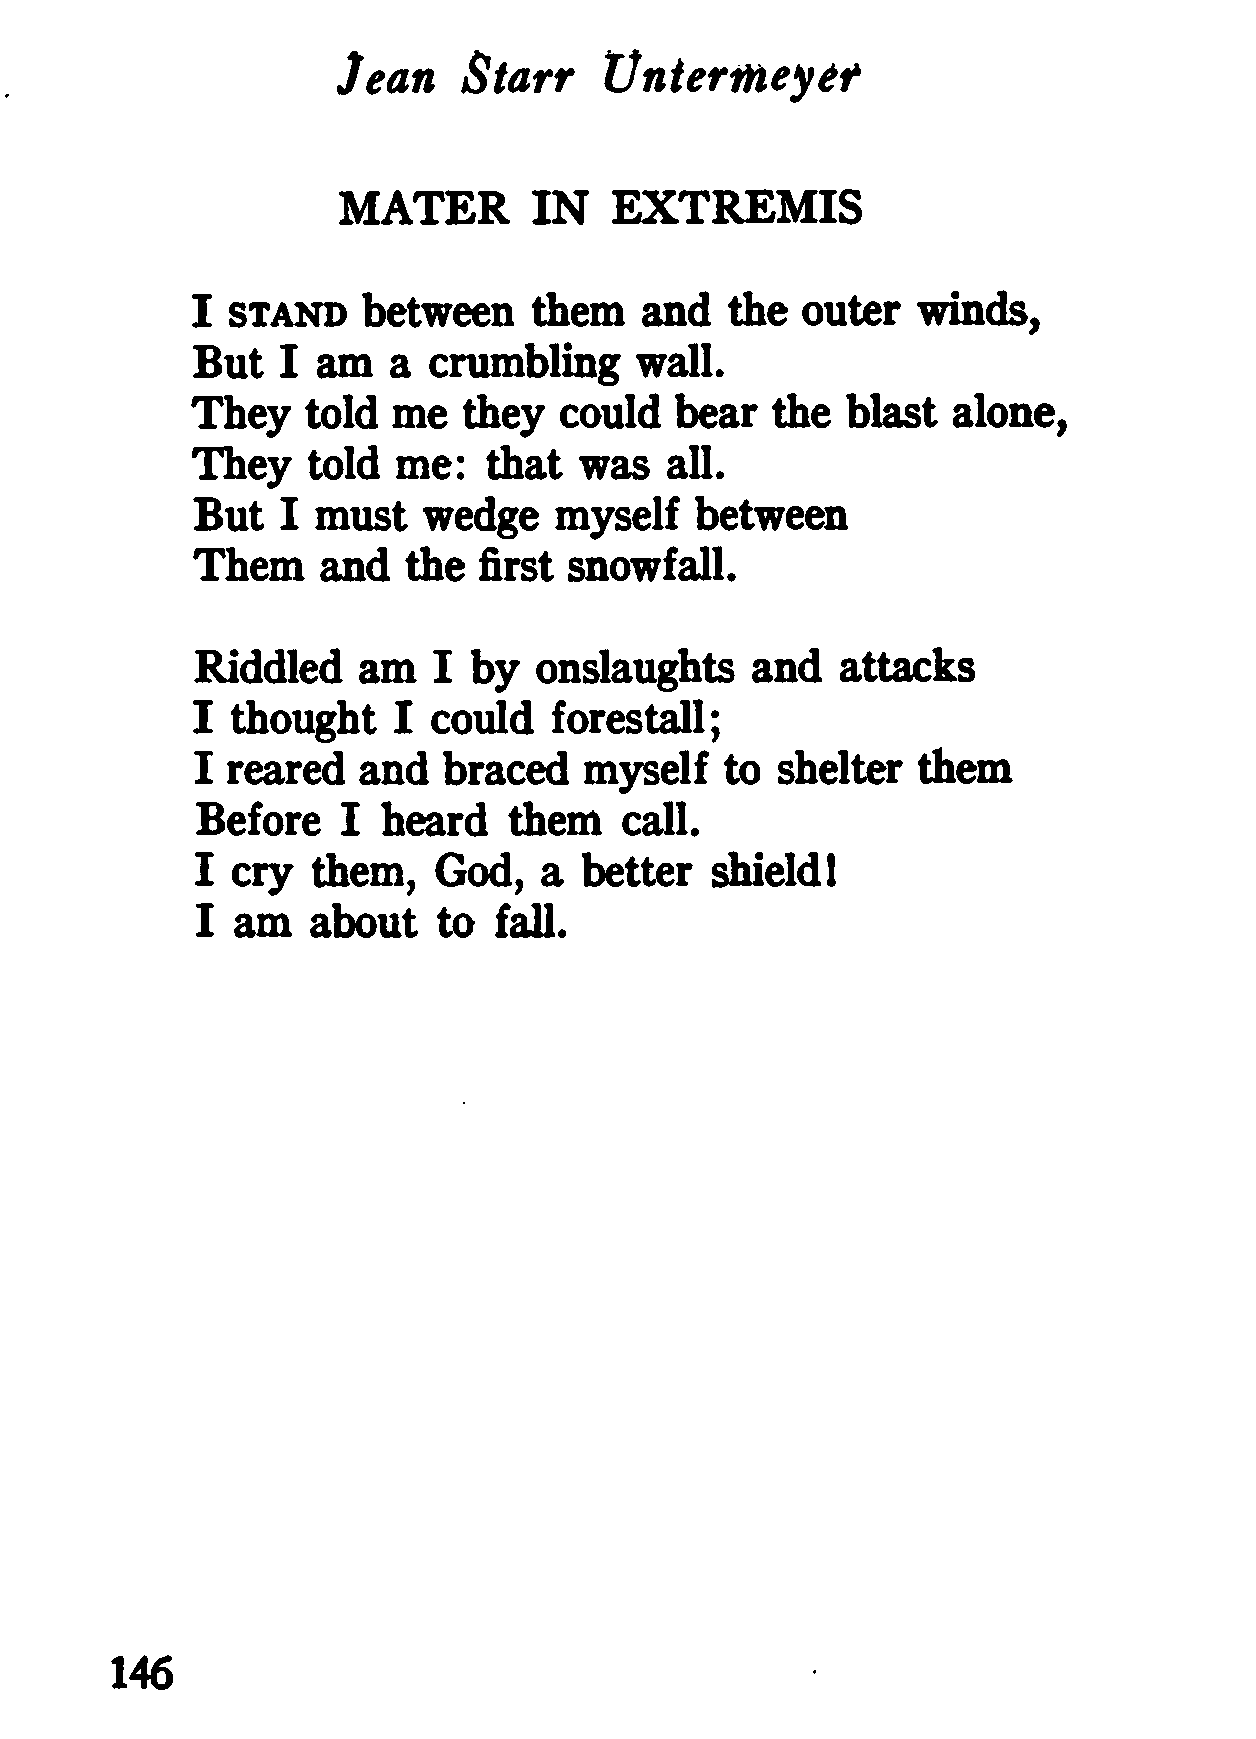 Jean Starr Untermeyer
MATER IN EXTREMIS
I STAND between them and the outer winds,
But I am a crumbling wall.
They told me they could bear the blast alone,
They told me: that was all.
But I must wedge myself between
Them and the first snowfall.
Riddled am I by onslaughts and attacks
I thought I could forestall;
I reared and braced myself to shelter them
Before I heard them call.
I cry them, God, a better shield!
I am about to fall.
146